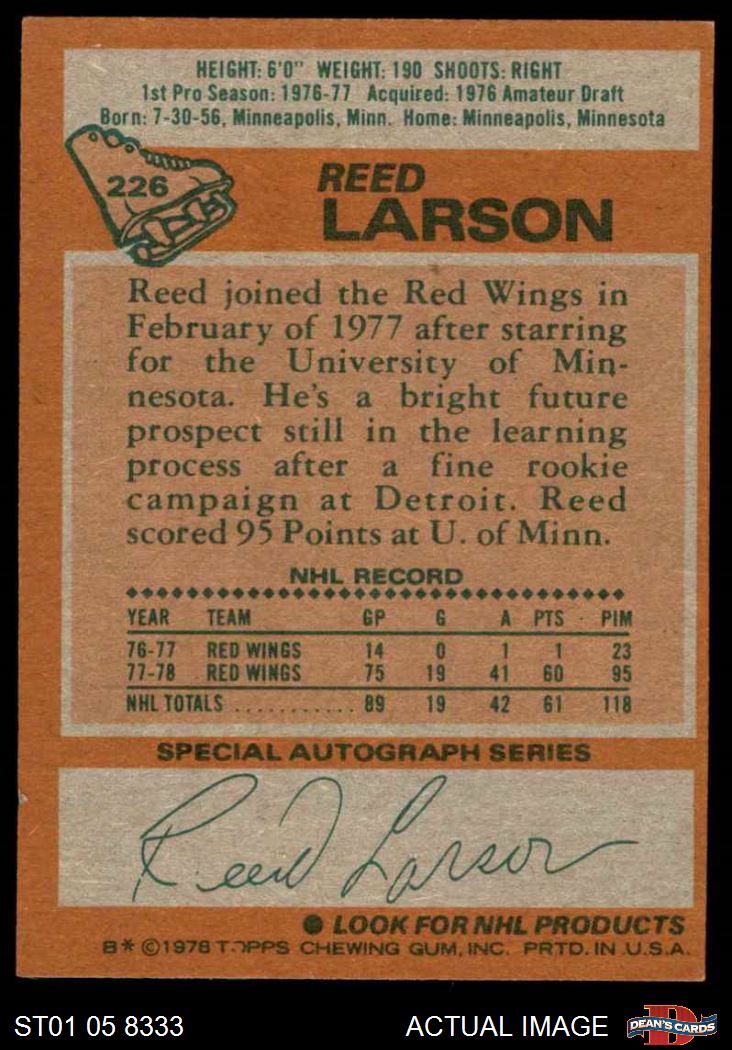 HEIGHT: 6'0" WEIGHT: 190 SHOOTS: RIGHT
1st Pro Season: 1976-77 Acquired: 1976 Amateur Draft
Born: 7-30-56, Minneapolis, Minn. Home: Minneapolis, Minnesota
226
REED
LARSON
Reed joined the Red Wings in
February of 1977 after starring
for the University of Min-
nesota. He's a bright future
prospect still in the learning
process after a fine rookie
campaign at Detroit. Reed
scored 95 Points at U. of Minn.
NHL RECORD
YEAR TEAM GP G A PTS PIM
76-77 RED WINGS 14 0 1 1 23
77-78 RED WINGS 75 19 41 60 95
NHL TOTALS ........... 89 19 42 61 118
SPECIAL AUTOGRAPH SERIES
Reed Larson
● LOOK FOR NHL PRODUCTS
B* ©1978 TOPPS CHEWING GUM, INC. PRTD. IN U.S.A.
ST01 05 8333 ACTUAL IMAGE D DEAN'S CARDS